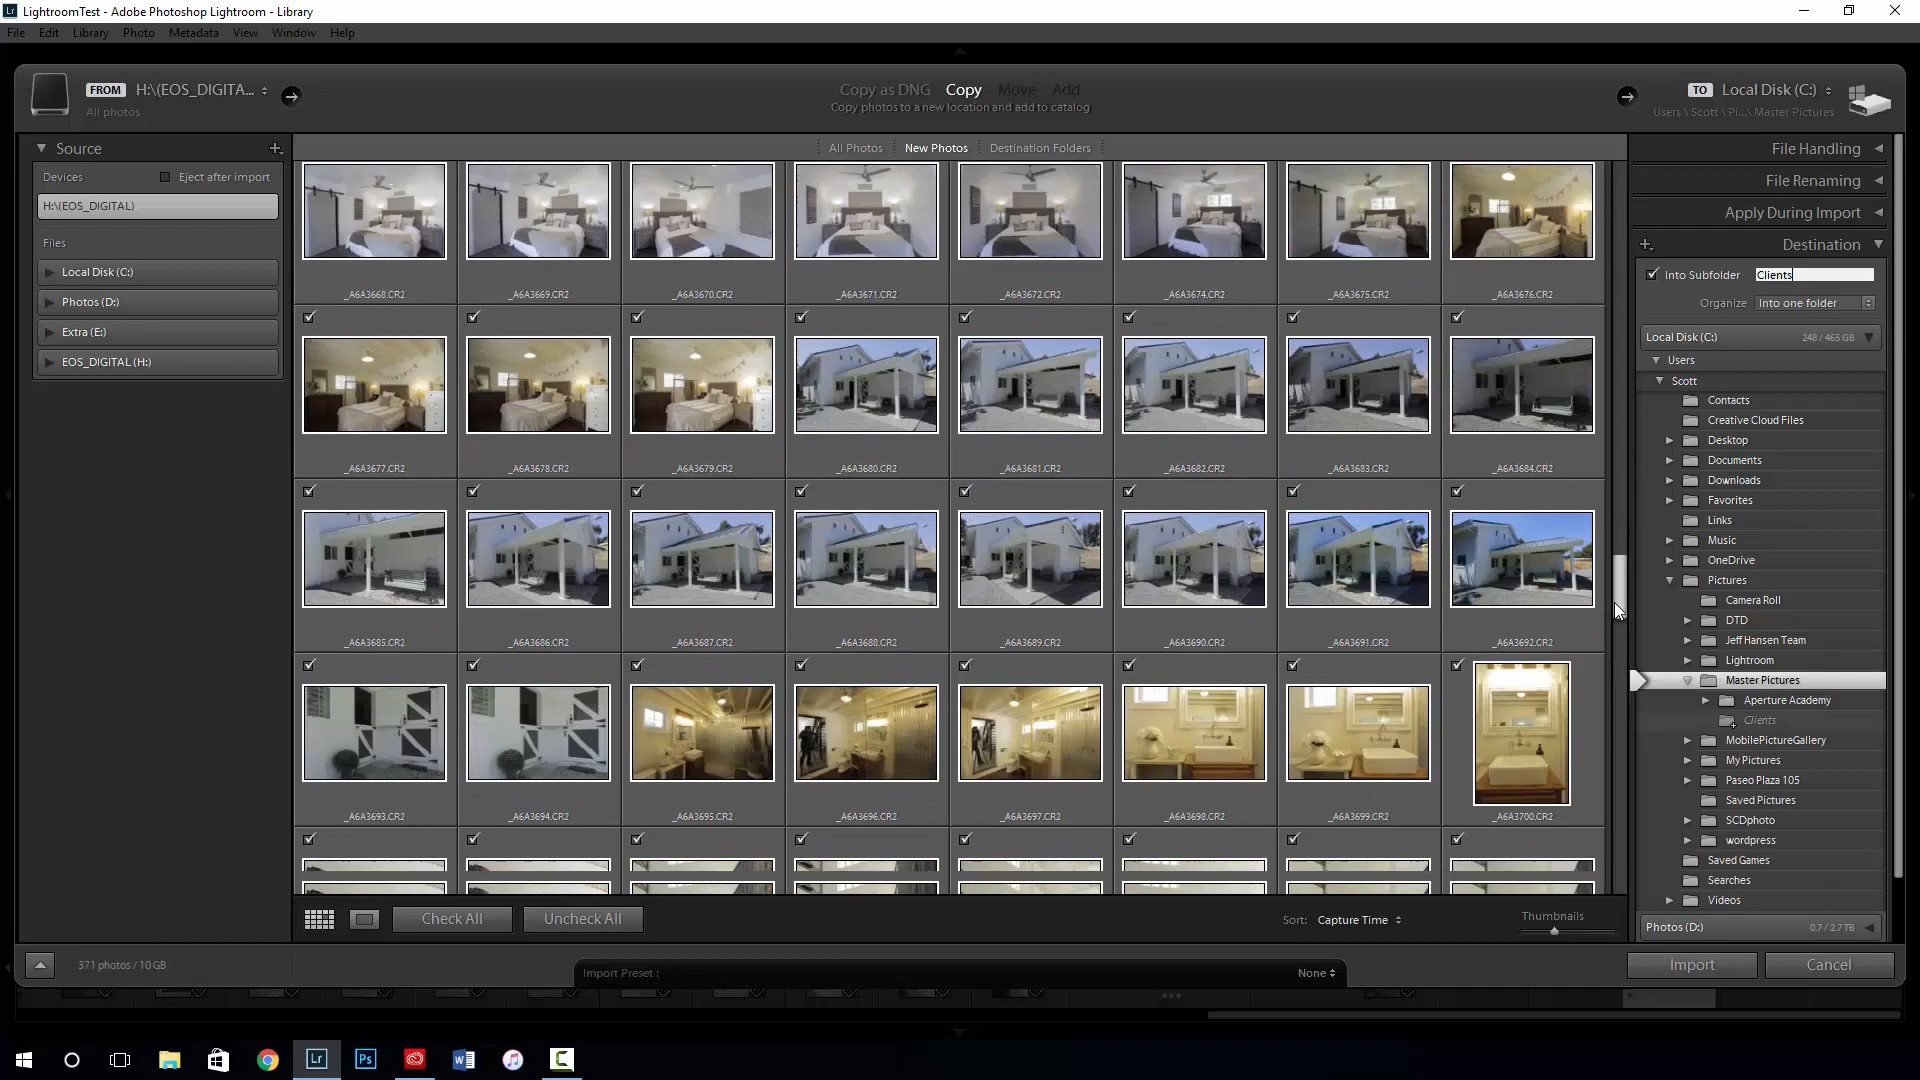 LightroomTest - Adobe Photoshop Lightroom - Library
File Edit Library Photo Metadata View Window Help
FROM H:\(EOS_DIGITA...
All photos
Copy as DNG Copy Move Add
Copy photos to a new location and add to catalog
TO Local Disk (C:)
Users \ Scott \ Pi...\ Master Pictures
Source
Devices Eject after import
H:\(EOS_DIGITAL)
Files
Local Disk (C:)
Photos (D:)
Extra (E:)
EOS_DIGITAL (H:)
All Photos New Photos Destination Folders
_A6A3668.CR2 _A6A3669.CR2 _A6A3670.CR2 _A6A3671.CR2 _A6A3672.CR2 _A6A3674.CR2 _A6A3675.CR2 _A6A3676.CR2
_A6A3677.CR2 _A6A3678.CR2 _A6A3679.CR2 _A6A3680.CR2 _A6A3681.CR2 _A6A3682.CR2 _A6A3683.CR2 _A6A3684.CR2
_A6A3685.CR2 _A6A3686.CR2 _A6A3687.CR2 _A6A3688.CR2 _A6A3689.CR2 _A6A3690.CR2 _A6A3691.CR2 _A6A3692.CR2
_A6A3693.CR2 _A6A3694.CR2 _A6A3695.CR2 _A6A3696.CR2 _A6A3697.CR2 _A6A3698.CR2 _A6A3699.CR2 _A6A3700.CR2
Check All Uncheck All Sort: Capture Time Thumbnails
File Handling
File Renaming
Apply During Import
Destination
Into Subfolder Clients
Organize Into one folder
Local Disk (C:) 248 / 465 GB
Users
Scott
Contacts
Creative Cloud Files
Desktop
Documents
Downloads
Favorites
Links
Music
OneDrive
Pictures
Camera Roll
DTD
Jeff Hansen Team
Lightroom
Master Pictures
Aperture Academy
Clients
MobilePictureGallery
My Pictures
Paseo Plaza 105
Saved Pictures
SCDphoto
wordpress
Saved Games
Searches
Videos
Photos (D:) 0.7 / 2.7 TB
371 photos / 10 GB
Import Preset : None
Import Cancel
Lr Ps